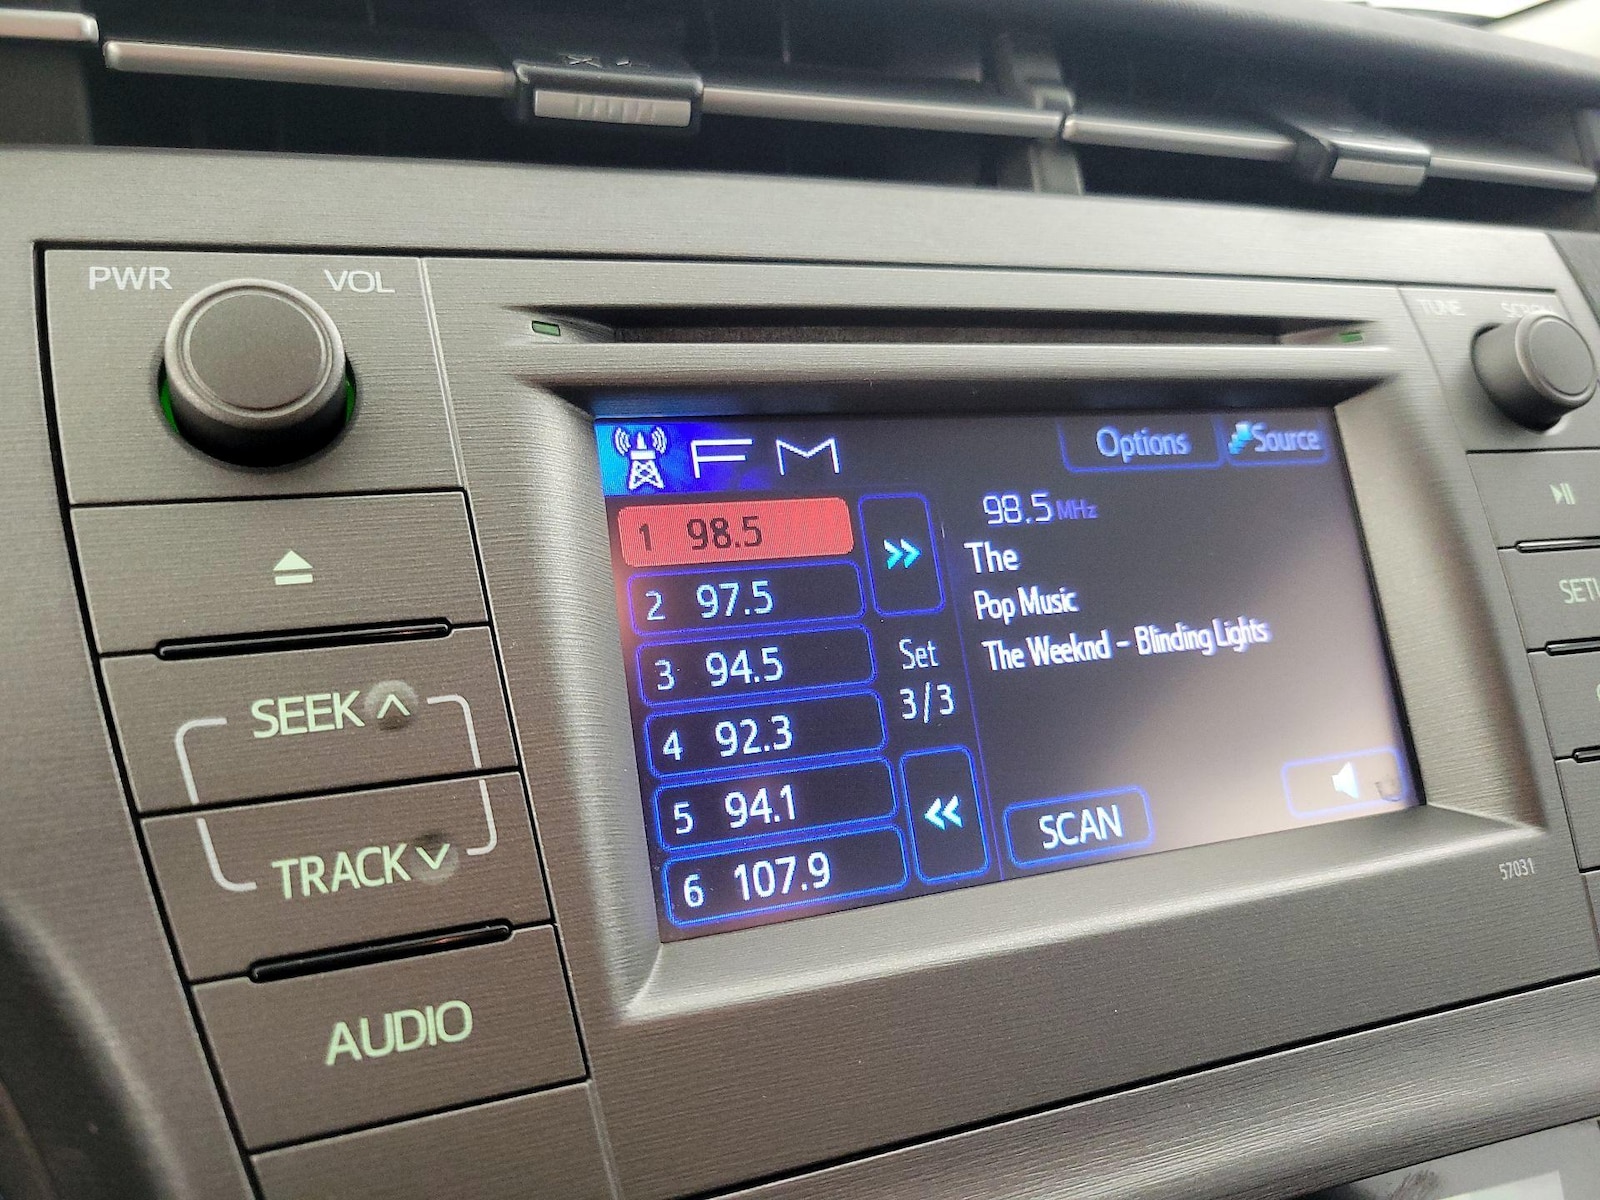 PWR
VOL
TUNE
SEEK
TRACK
AUDIO
FM
Options
Source
1 98.5
2 97.5
3 94.5
4 92.3
5 94.1
6 107.9
Set
3/3
98.5 MHz
The
Pop Music
The Weeknd - Blinding Lights
SCAN
57031